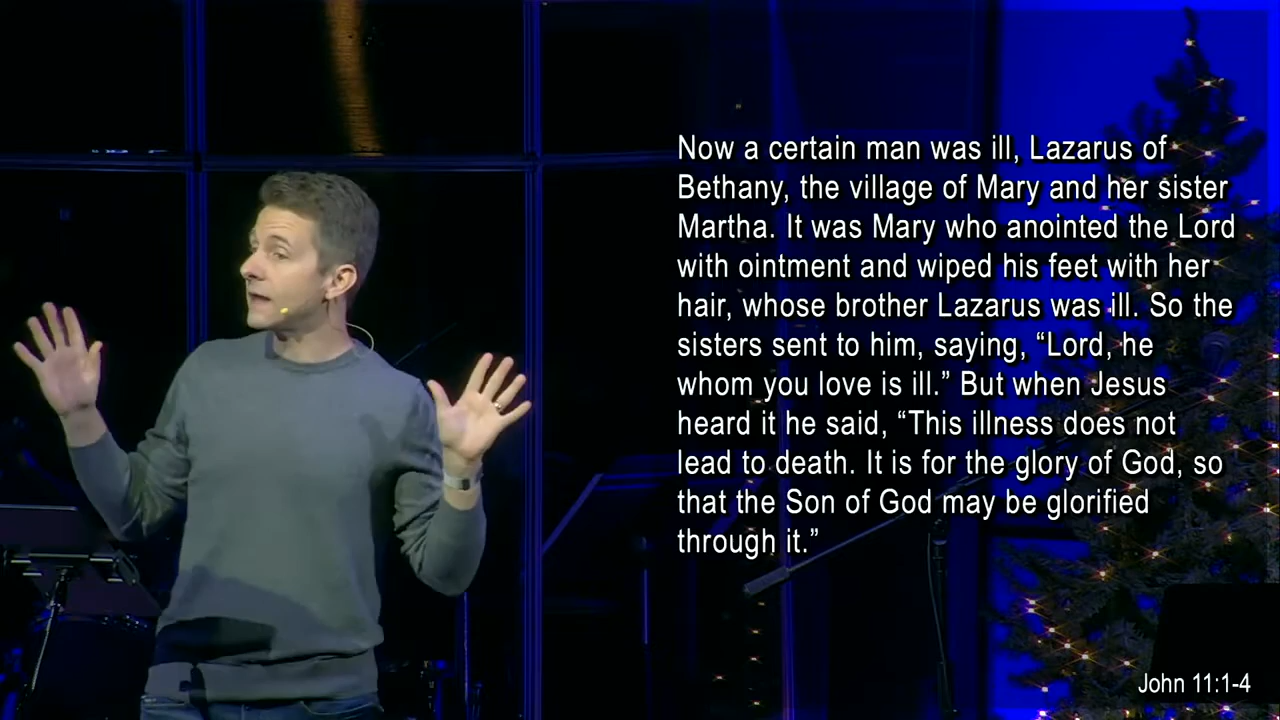 Now a certain man was ill, Lazarus of
Bethany, the village of Mary and her sister
Martha. It was Mary who anointed the Lord
with ointment and wiped his feet with her
hair, whose brother Lazarus was ill. So the
sisters sent to him, saying, “Lord, he
whom you love is ill.” But when Jesus
heard it he said, “This illness does not
lead to death. It is for the glory of God, so
that the Son of God may be glorified
through it.”
John 11:1-4